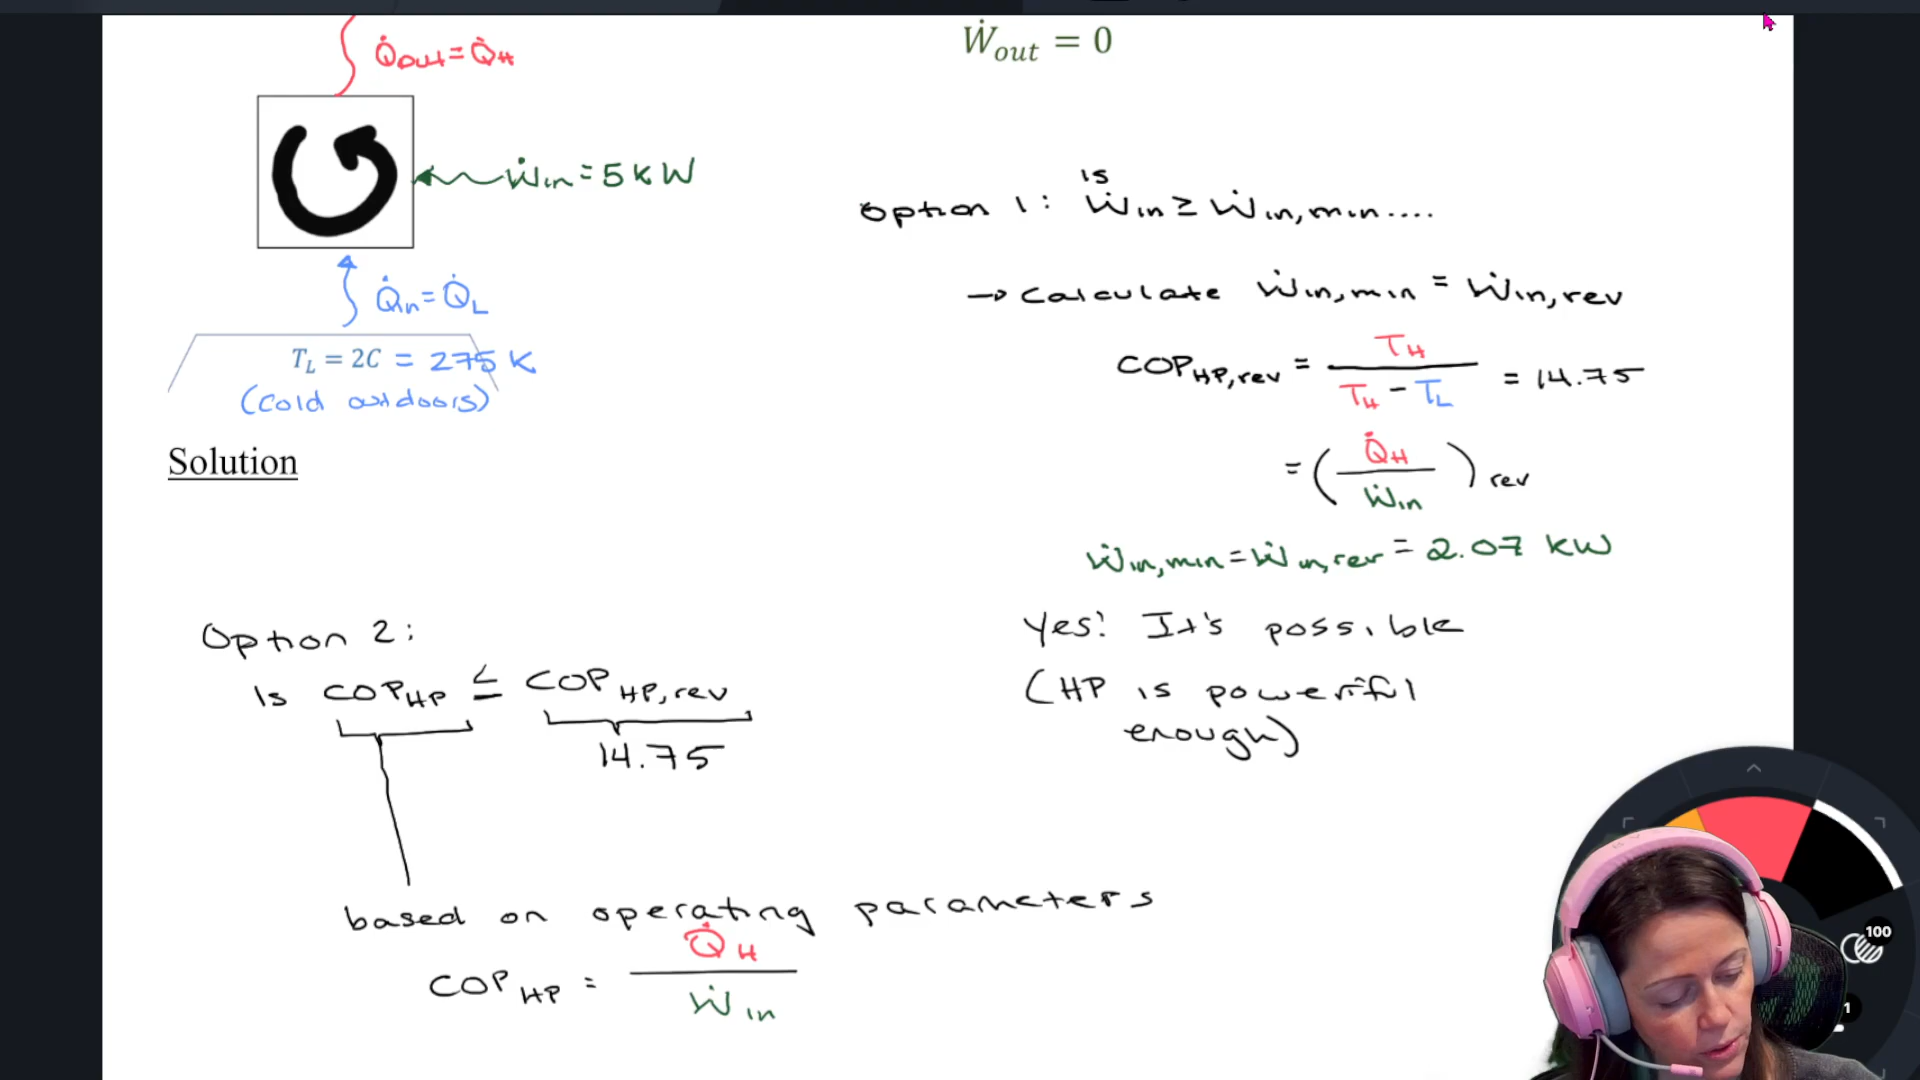 Q̇out = Q̇H
Ẇout = 0
Ẇin = 5 kW
Q̇in = Q̇L
TL = 2C = 275 K
(cold outdoors)
Solution
is
Option 1: Ẇin ≥ Ẇin,min....
→ Calculate Ẇin,min = Ẇin,rev
COPHP,rev = TH / (TH - TL) = 14.75
= (Q̇H / Ẇin)rev
Ẇin,min = Ẇin,rev = 2.07 kW
Yes! It's possible
(HP is powerful
enough)
Option 2:
Is COPHP ≤ COPHP,rev
14.75
based on operating parameters
COPHP = Q̇H / Ẇin
100
1